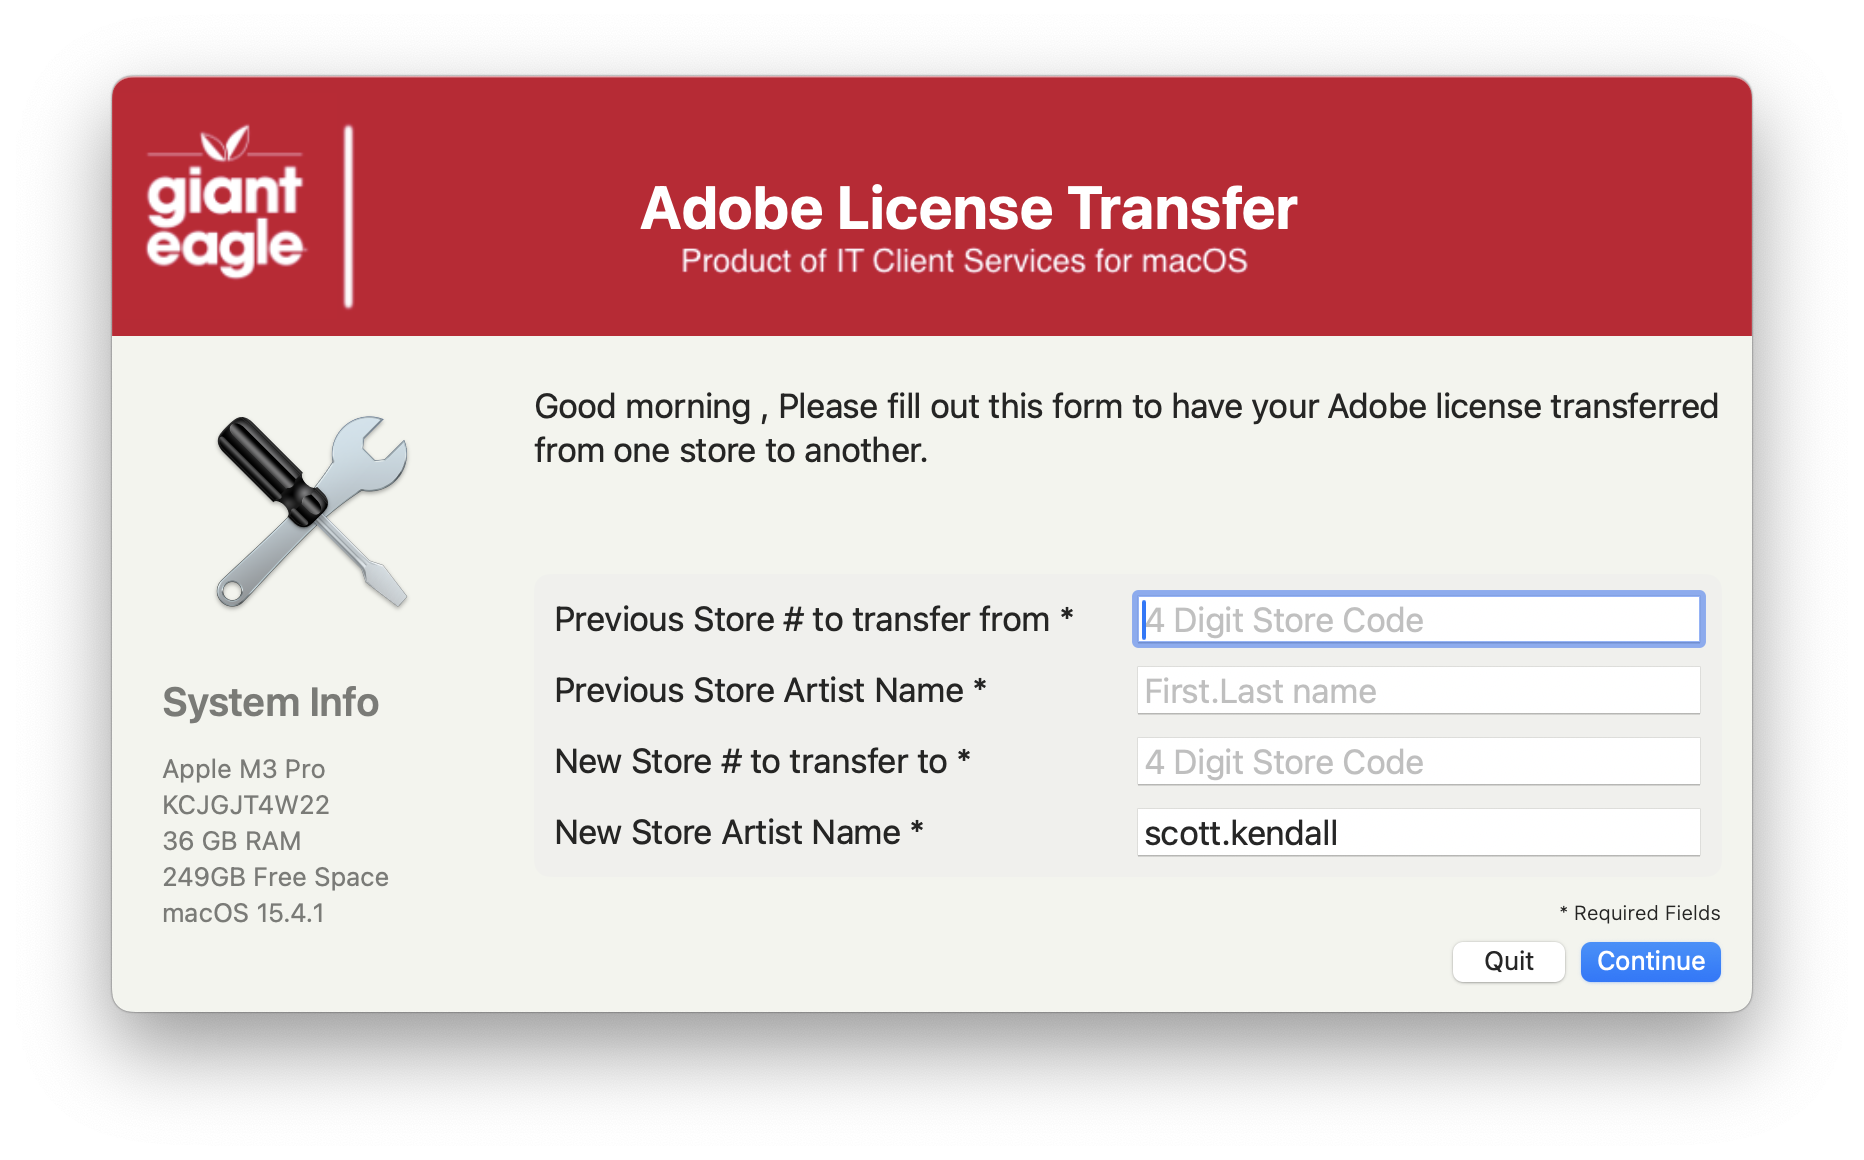 giant
eagle
Adobe License Transfer
Product of IT Client Services for macOS
Good morning , Please fill out this form to have your Adobe license transferred
from one store to another.
Previous Store # to transfer from *
4 Digit Store Code
Previous Store Artist Name *
First.Last name
New Store # to transfer to *
4 Digit Store Code
New Store Artist Name *
scott.kendall
System Info
Apple M3 Pro
KCJGJT4W22
36 GB RAM
249GB Free Space
macOS 15.4.1
* Required Fields
Quit
Continue